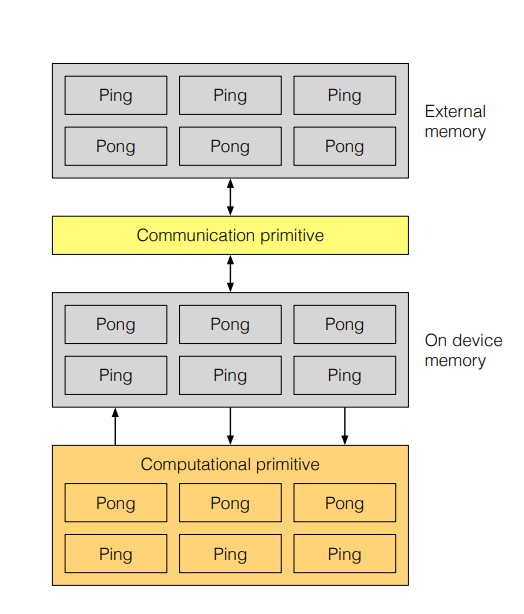 Ping Ping Ping
Pong Pong Pong
External
memory
Communication primitive
Pong Pong Pong
Ping Ping Ping
On device
memory
Computational primitive
Pong Pong Pong
Ping Ping Ping